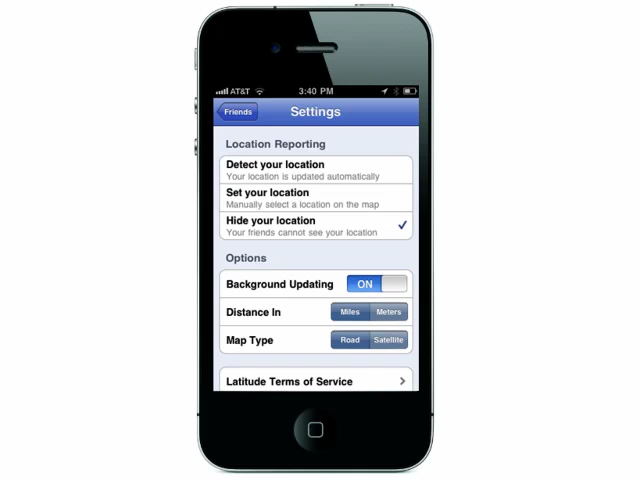 AT&T 3:40 PM
Friends Settings
Location Reporting
Detect your location
Your location is updated automatically
Set your location
Manually select a location on the map
Hide your location
Your friends cannot see your location
Options
Background Updating ON
Distance In Miles Meters
Map Type Road Satellite
Latitude Terms of Service